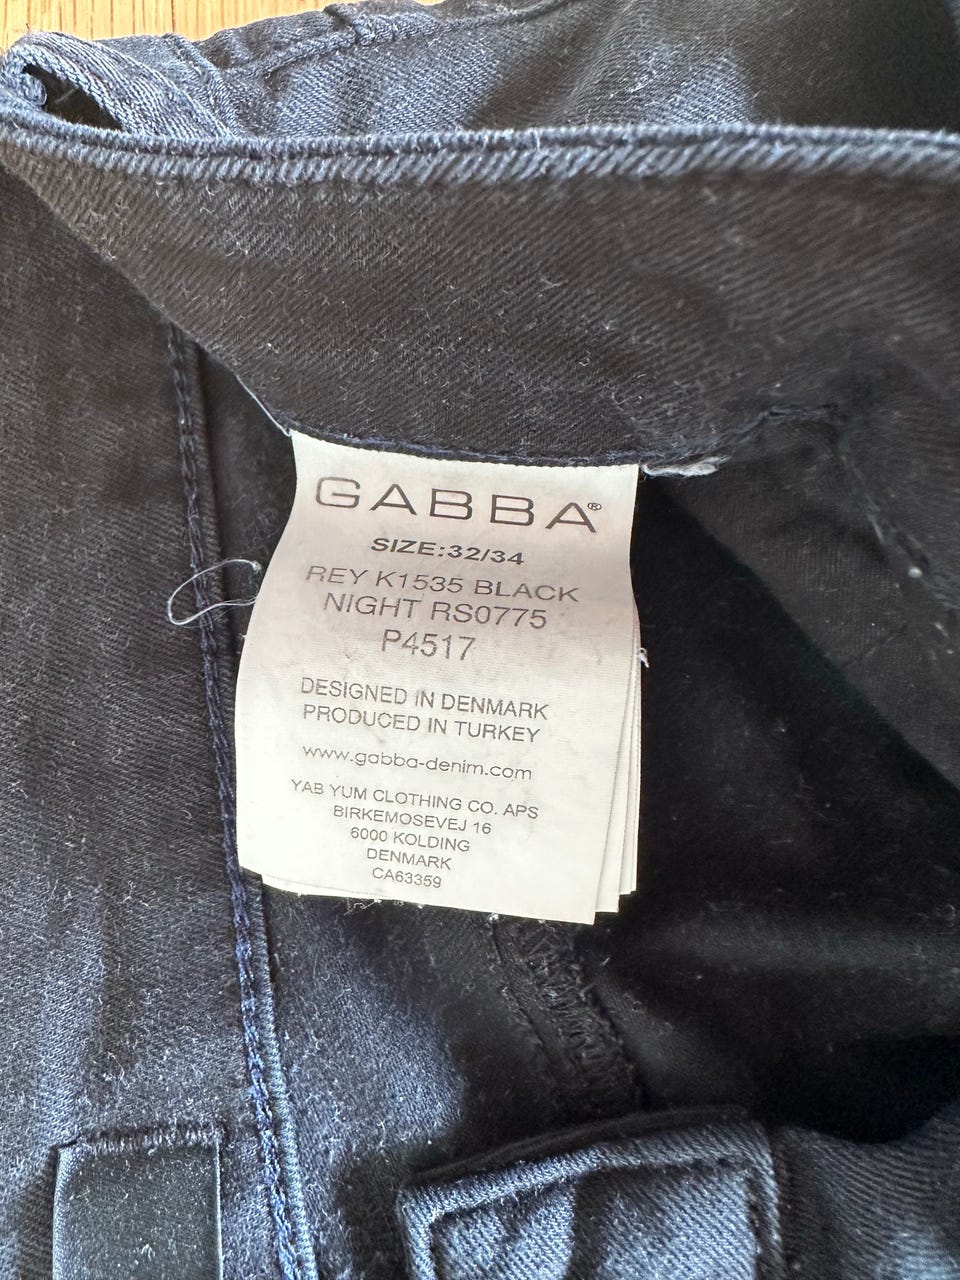 GABBA®
SIZE:32/34
REY K1535 BLACK
NIGHT RS0775
P4517
DESIGNED IN DENMARK
PRODUCED IN TURKEY
www.gabba-denim.com
YAB YUM CLOTHING CO. APS
BIRKEMOSEVEJ 16
6000 KOLDING
DENMARK
CA63359